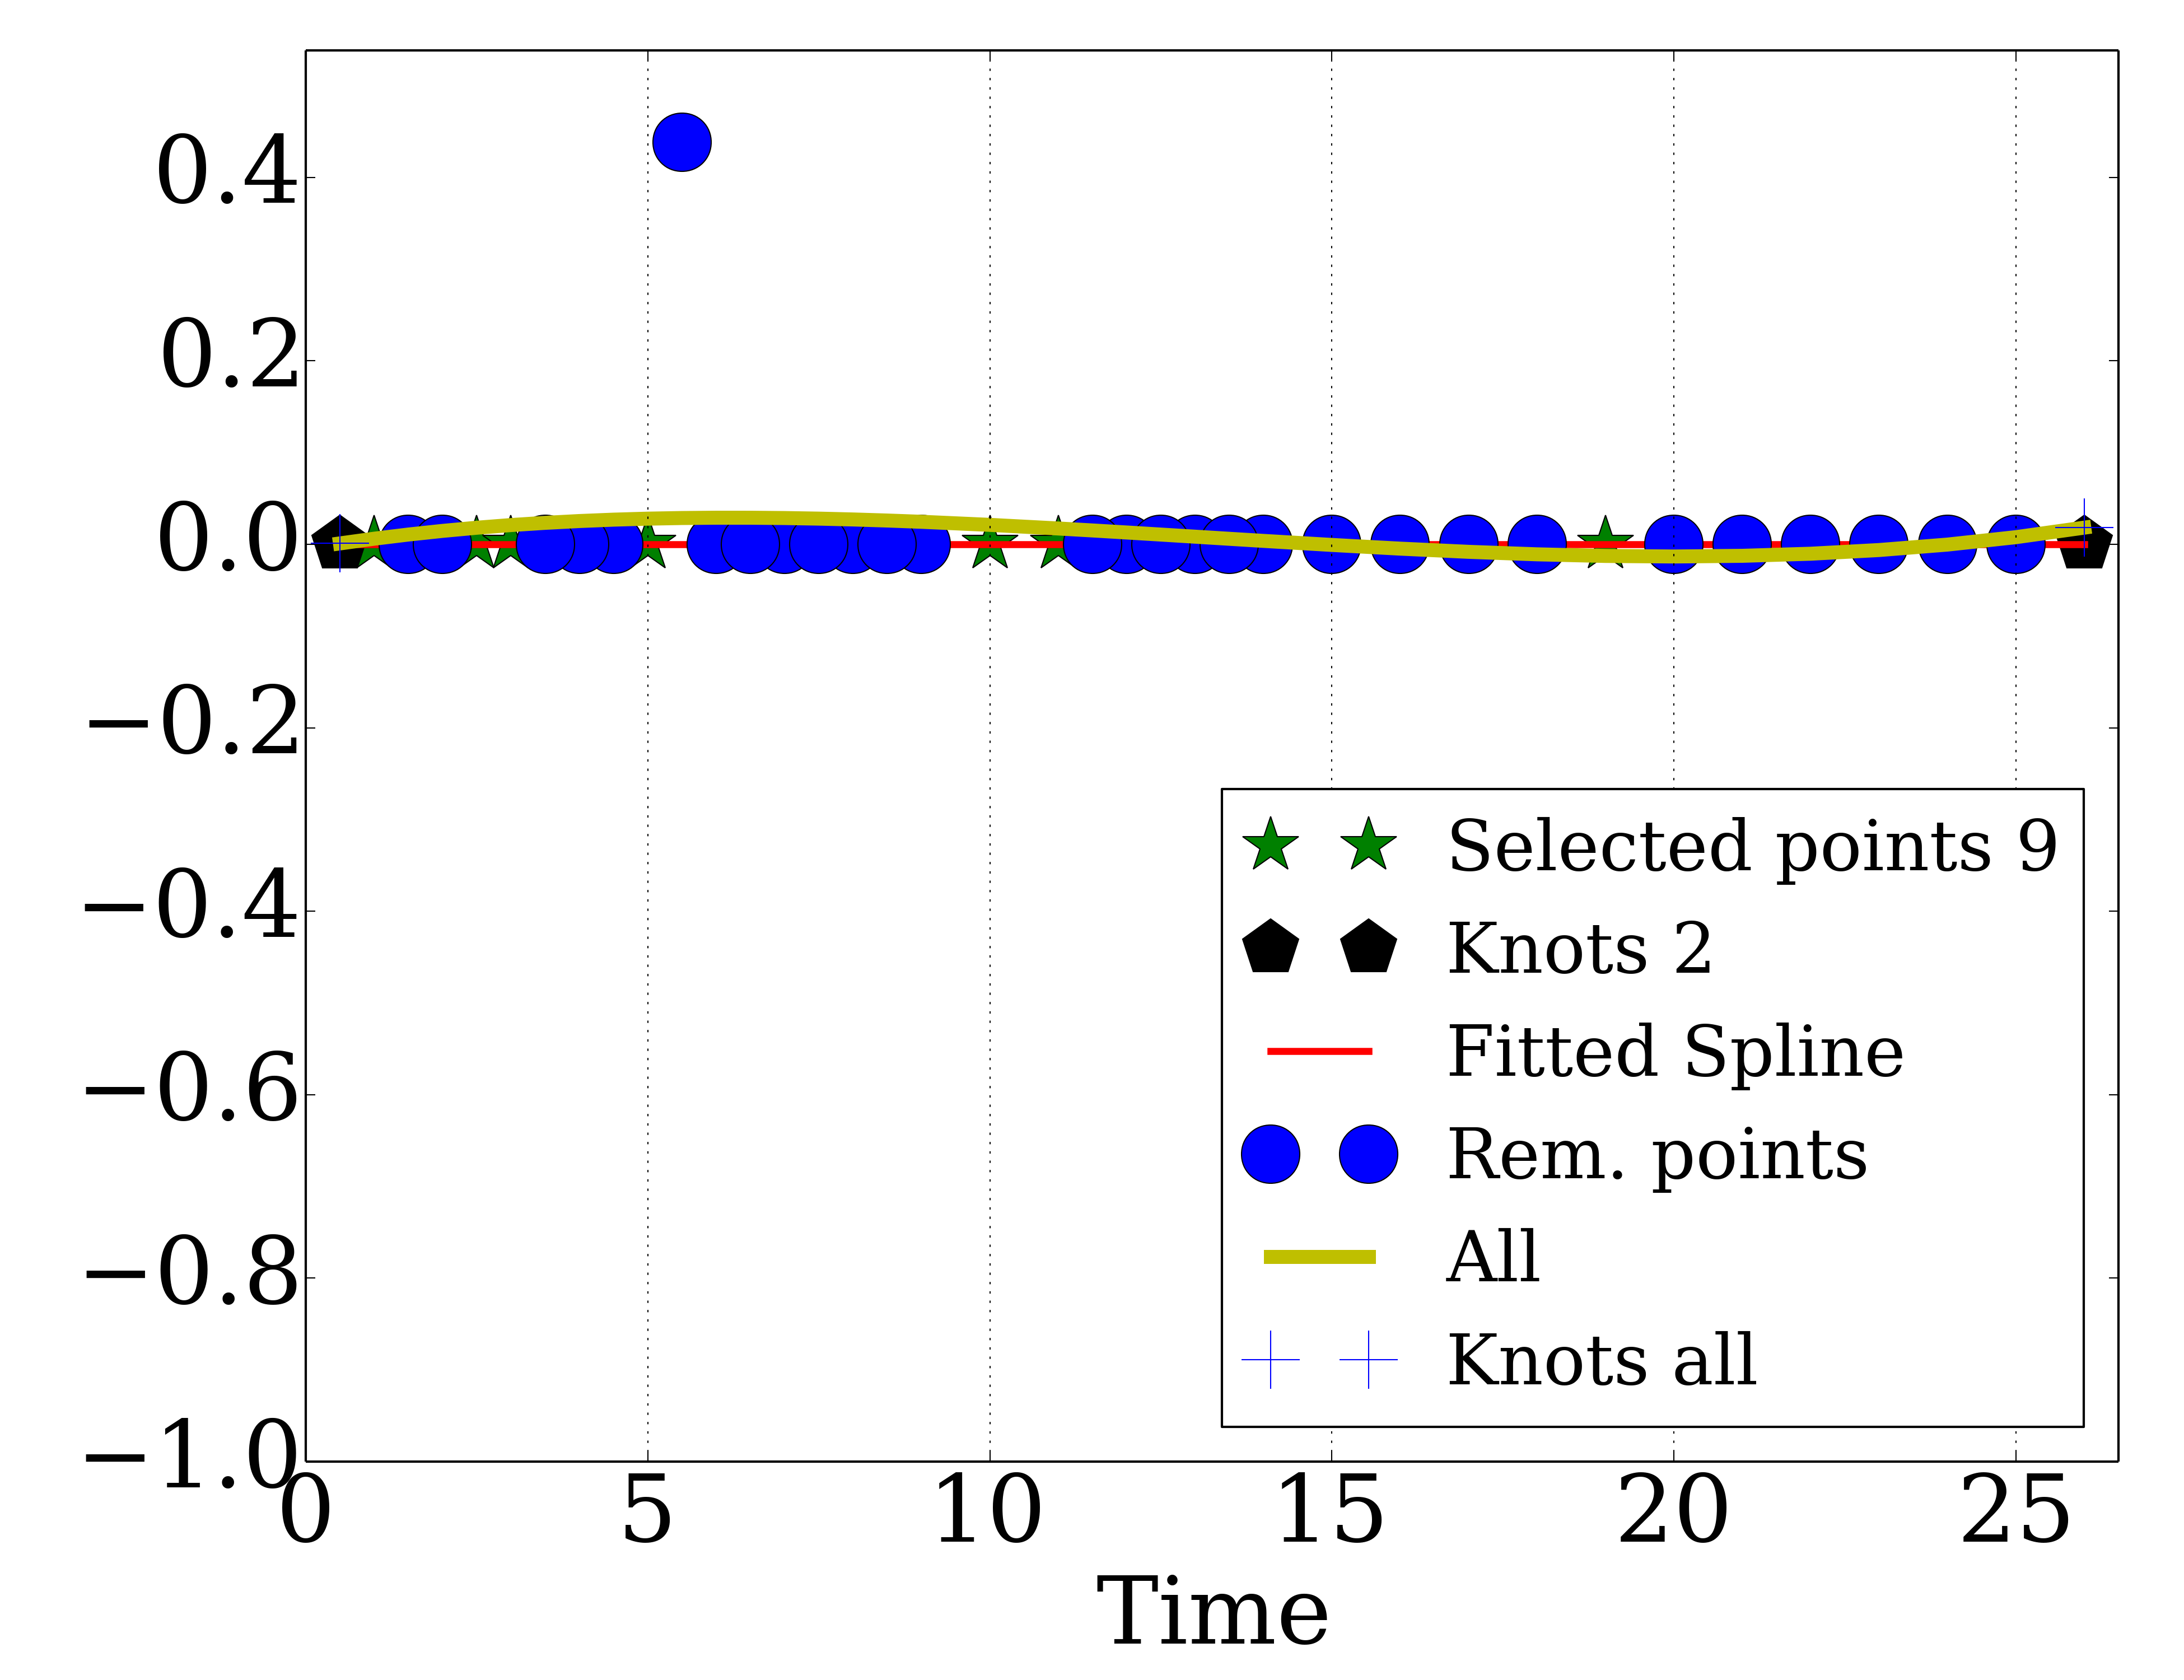 0.4
0.2
0.0
−0.2
−0.4
−0.6
−0.8
−1.0
Selected points 9
Knots 2
Fitted Spline
Rem. points
All
Knots all
0 5 10 15 20 25
Time